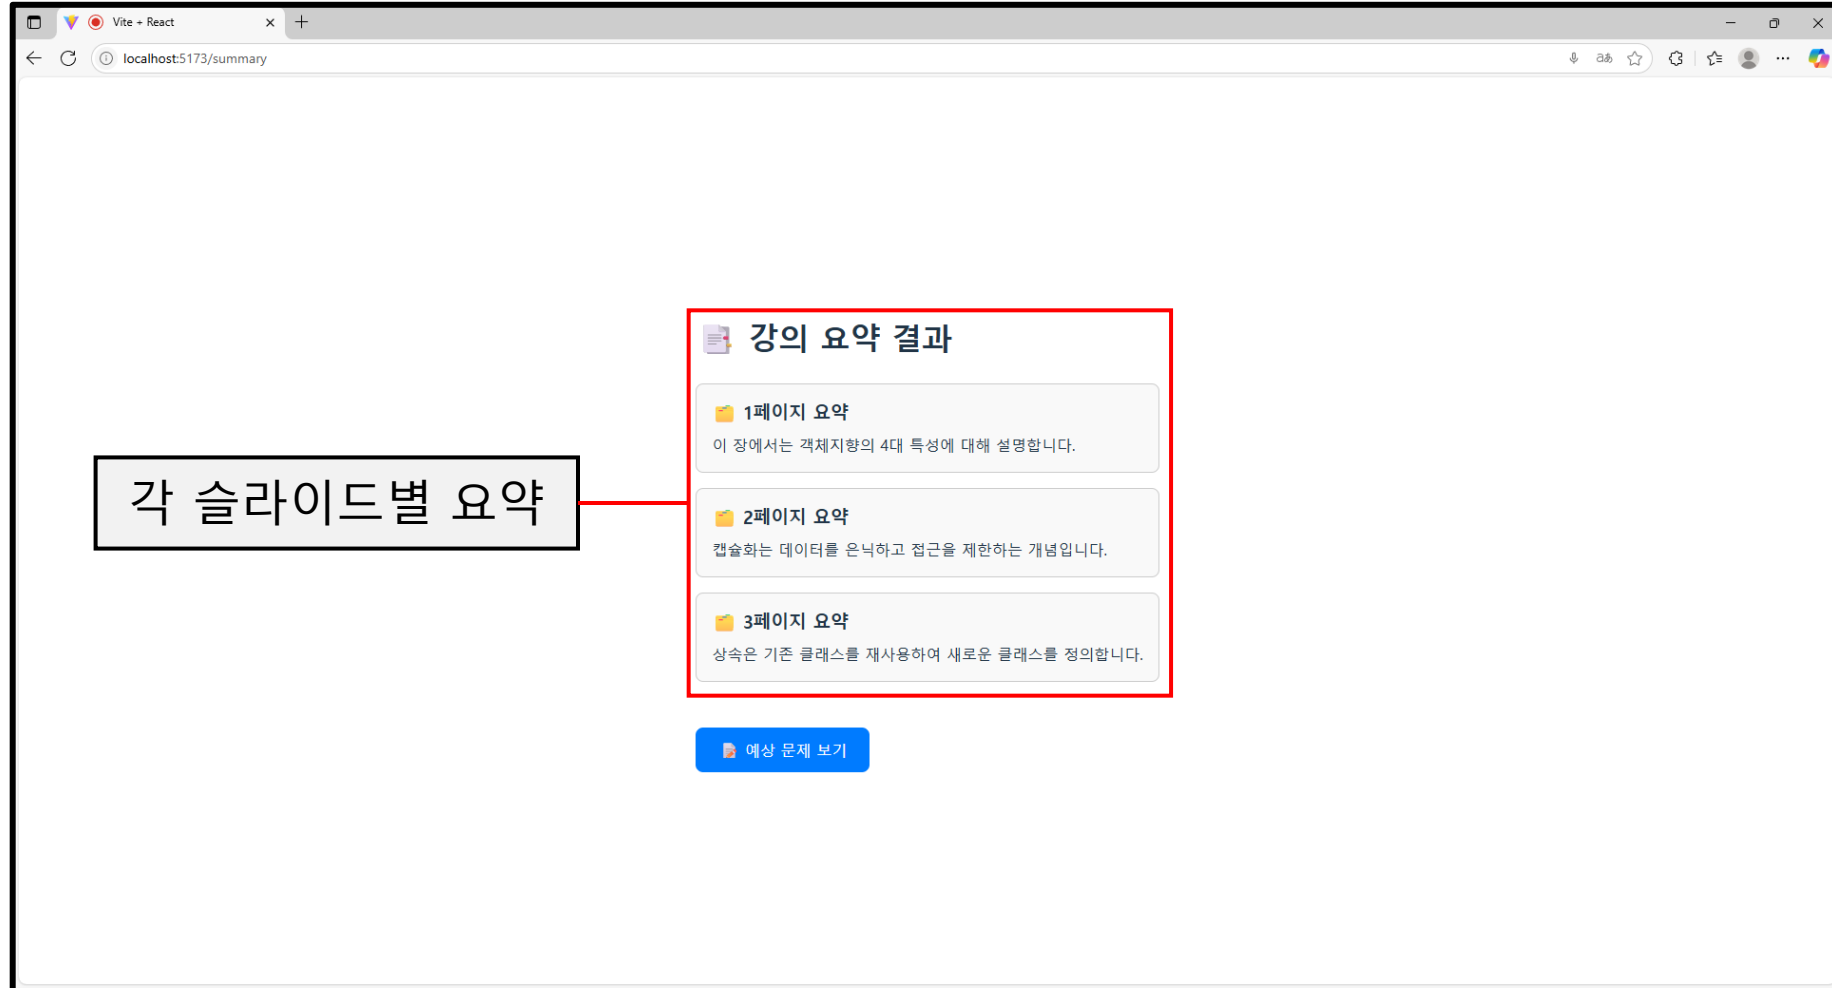 Vite + React
localhost:5173/summary
강의 요약 결과
1페이지 요약
이 장에서는 객체지향의 4대 특성에 대해 설명합니다.
각 슬라이드별 요약
2페이지 요약
캡슐화는 데이터를 은닉하고 접근을 제한하는 개념입니다.
3페이지 요약
상속은 기존 클래스를 재사용하여 새로운 클래스를 정의합니다.
예상 문제 보기